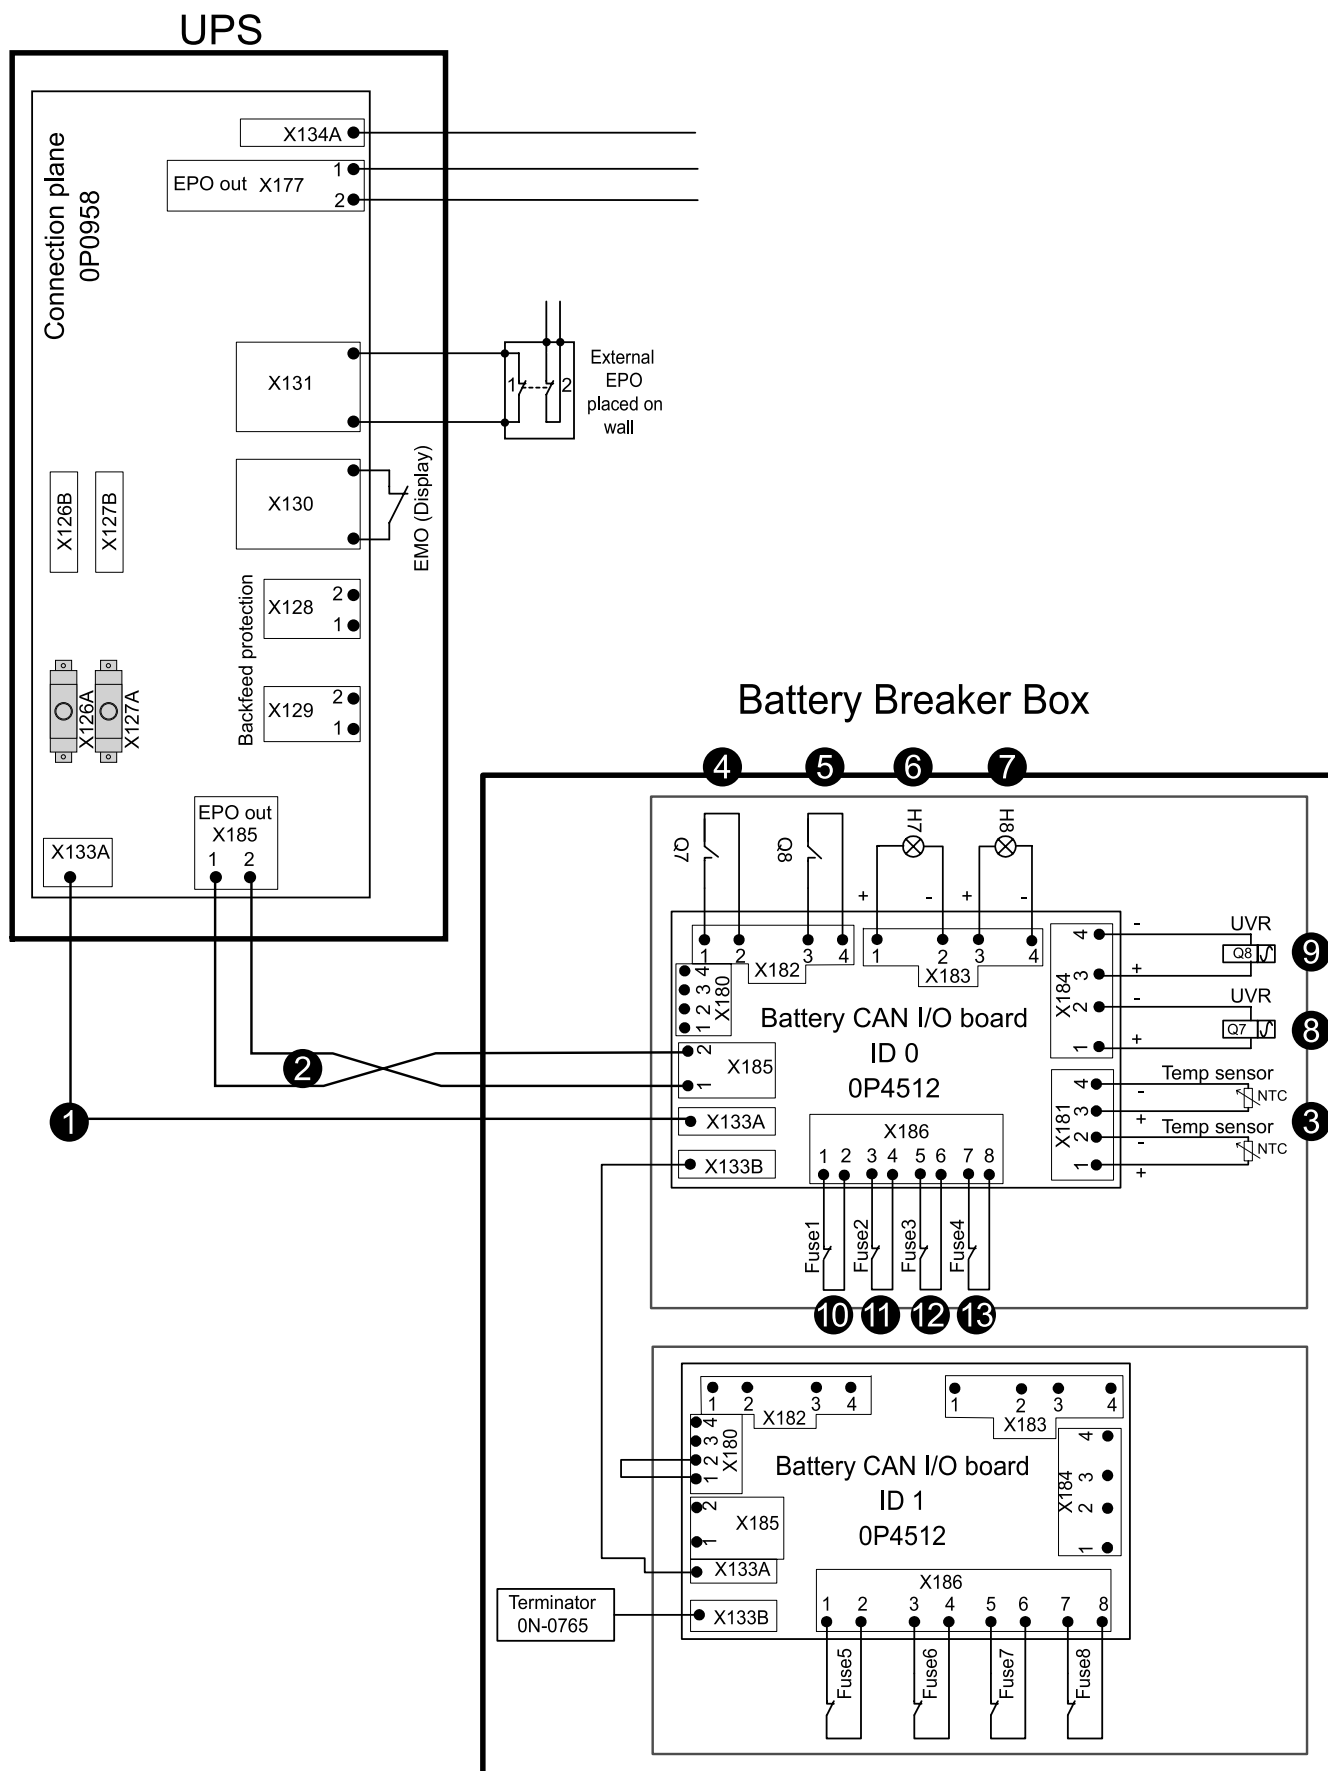 UPS
Connection plane
0P0958
X134A
EPO out X177
1
2
X131
1
2
External
EPO
placed on
wall
X130
EMO (Display)
X126B
X127B
Backfeed protection
X128
2
1
X129
2
1
X126A
X127A
EPO out
X185
1 2
X133A
Battery Breaker Box
4 5 6 7
Q7
Q8
H7
H8
+ - + -
1 2 3 4
X182
1 2 3 4
X183
4
3
2
1
X180
4
3
2
1
X184
- UVR
Q8
+
9
- UVR
Q7
+
8
Battery CAN I/O board
ID 0
0P4512
2
1
X185
2
1
X133A
X133B
4
3
2
1
X181
Temp sensor
-
NTC
+
3
Temp sensor
-
NTC
+
X186
1 2 3 4 5 6 7 8
Fuse1
Fuse2
Fuse3
Fuse4
10 11 12 13
1 2 3 4
X182
1 2 3 4
X183
4
3
2
1
X180
4
3
2
1
X184
Battery CAN I/O board
ID 1
0P4512
2
1
X185
X133A
X133B
Terminator
0N-0765
X186
1 2 3 4 5 6 7 8
Fuse5
Fuse6
Fuse7
Fuse8